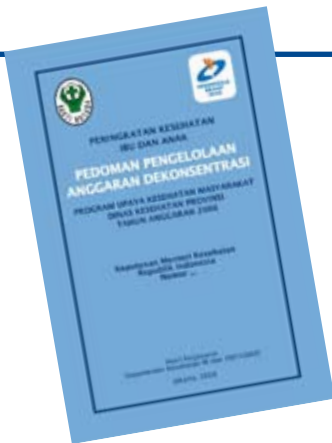 PENINGKATAN KESEHATAN
IBU DAN ANAK
PEDOMAN PENGELOLAAN
ANGGARAN DEKONSENTRASI
PROGRAM UPAYA KESEHATAN MASYARAKAT
DINAS KESEHATAN PROVINSI
TAHUN ANGGARAN
Keputusan Menteri Kesehatan
Republik Indonesia
Nomor ...